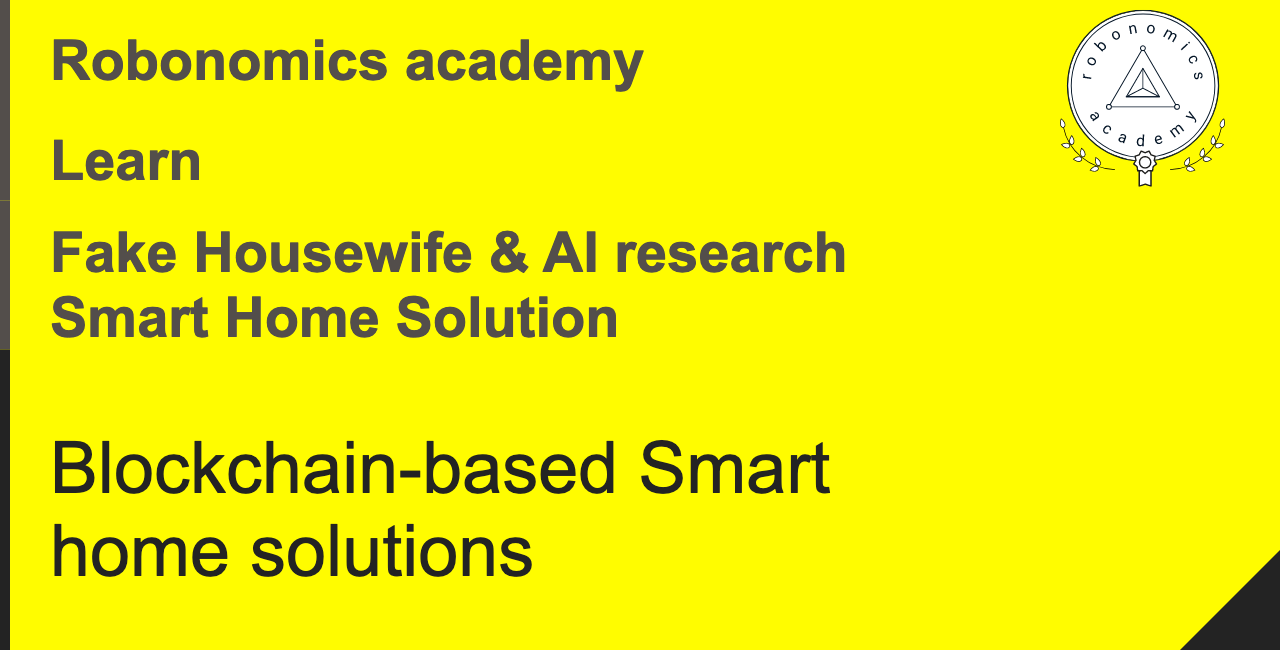 Robonomics academy
Learn
Fake Housewife & AI research
Smart Home Solution
Blockchain-based Smart
home solutions
robonomics
academy